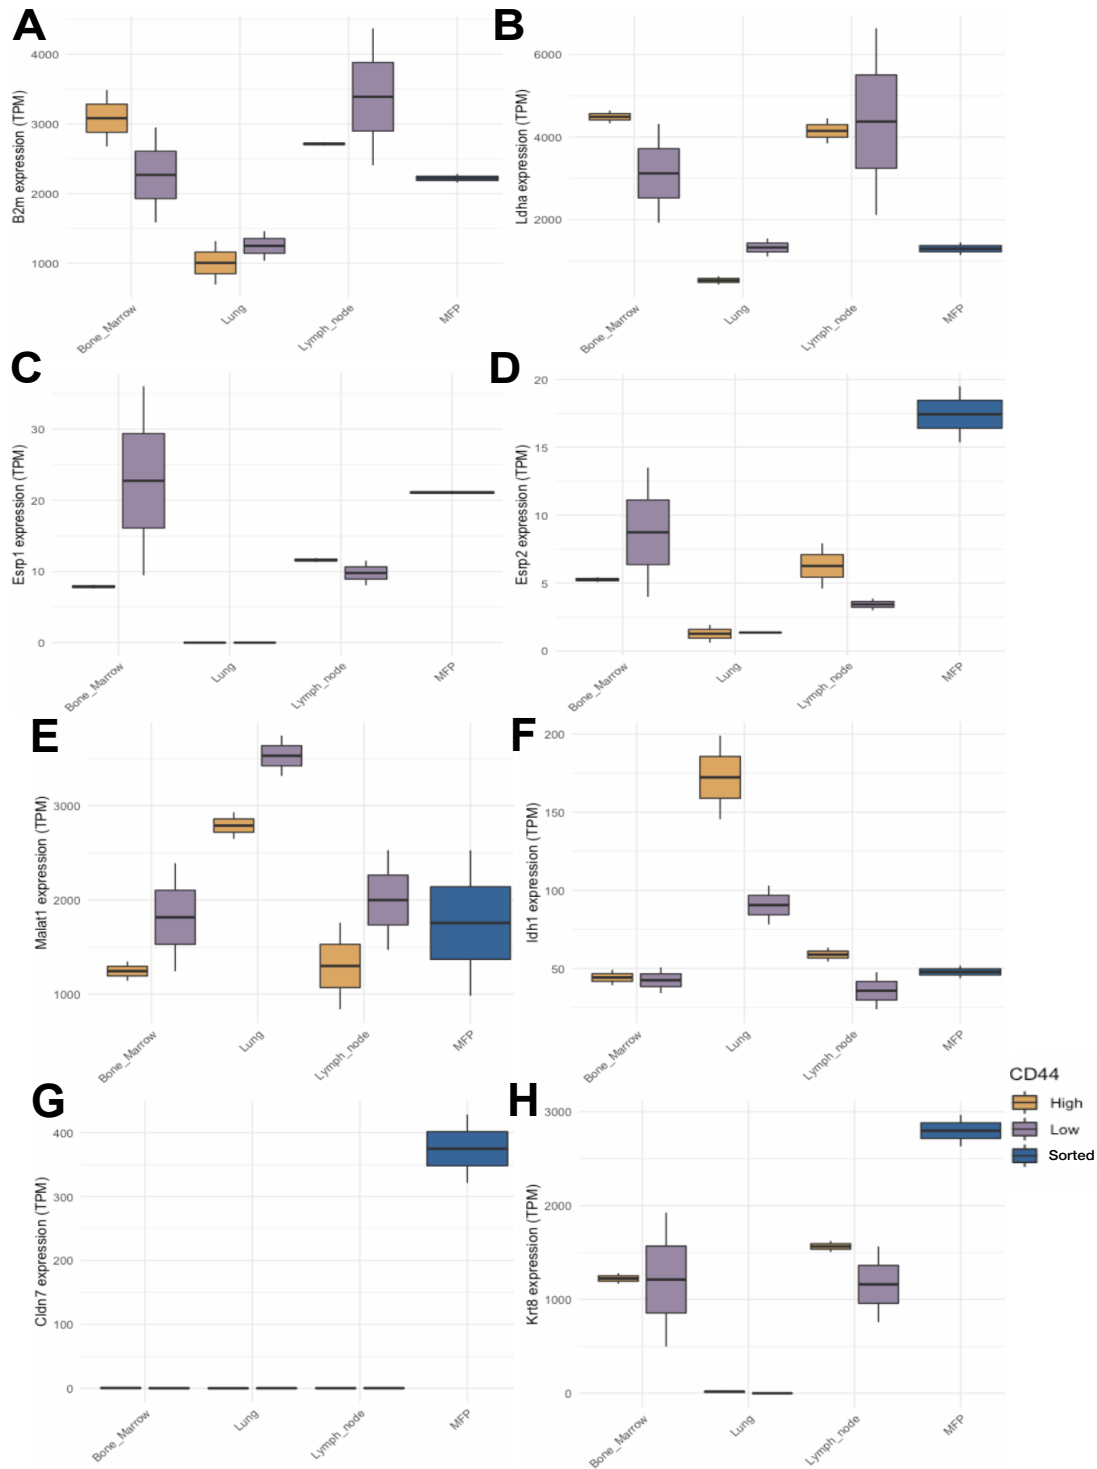 A
B2m expression (TPM)
4000
3000
2000
1000
Bone_Marrow
Lung
Lymph_node
MFP
B
Ldha expression (TPM)
6000
4000
2000
Bone_Marrow
Lung
Lymph_node
MFP
C
Esrp1 expression (TPM)
30
20
10
0
Bone_Marrow
Lung
Lymph_node
MFP
D
Esrp2 expression (TPM)
20
15
10
5
0
Bone_Marrow
Lung
Lymph_node
MFP
E
Malat1 expression (TPM)
3000
2000
1000
Bone_Marrow
Lung
Lymph_node
MFP
F
Idh1 expression (TPM)
200
150
100
50
Bone_Marrow
Lung
Lymph_node
MFP
G
Cldn7 expression (TPM)
400
300
200
100
0
Bone_Marrow
Lung
Lymph_node
MFP
H
Krt8 expression (TPM)
3000
2000
1000
0
Bone_Marrow
Lung
Lymph_node
MFP
CD44
High
Low
Sorted